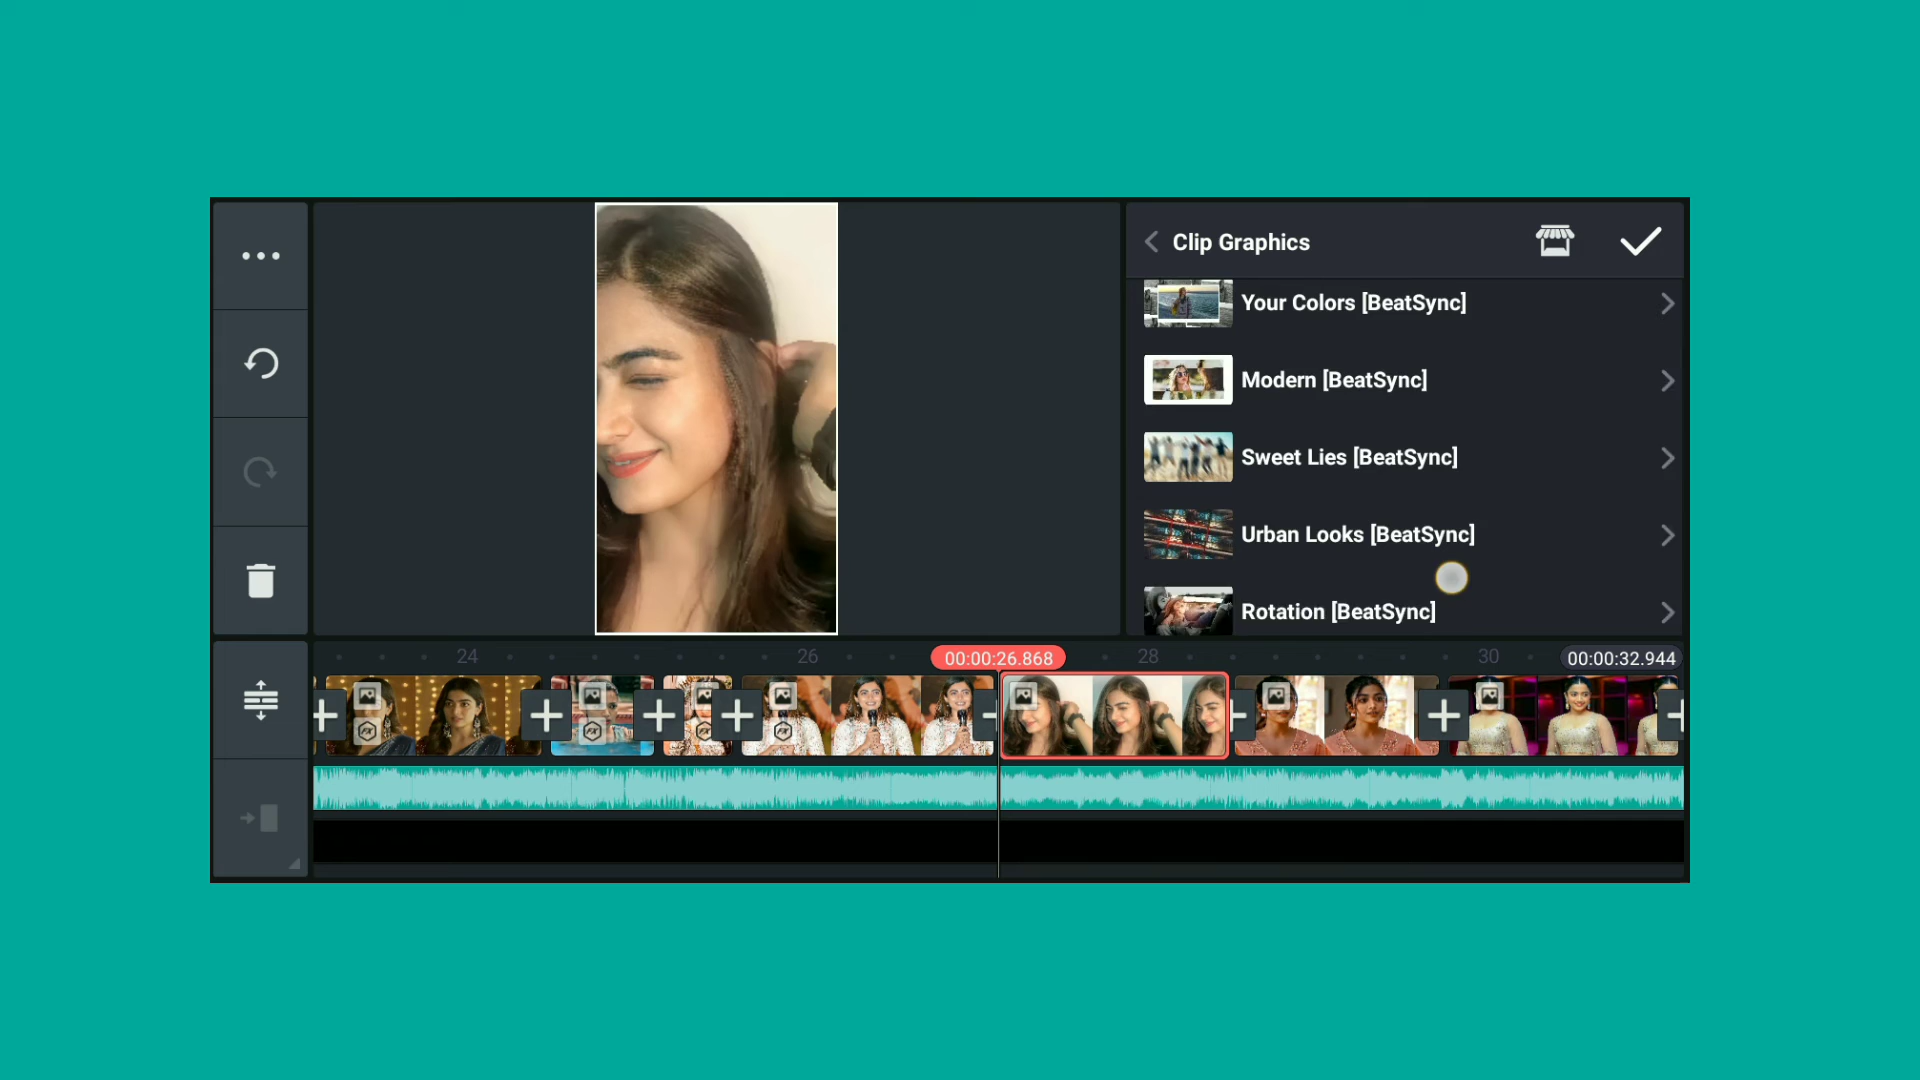 Clip Graphics
Your Colors [BeatSync]
Modern [BeatSync]
Sweet Lies [BeatSync]
Urban Looks [BeatSync]
Rotation [BeatSync]
24
26
00:00:26.868
28
30
00:00:32.944